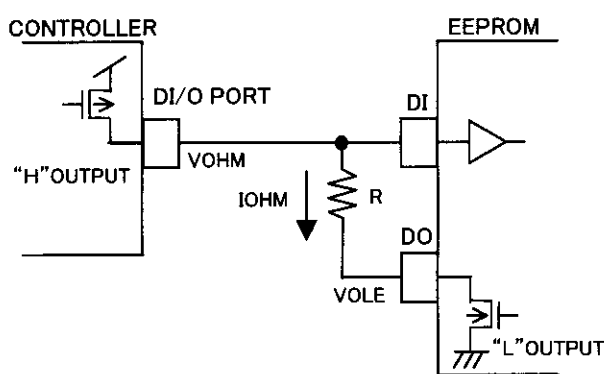 CONTROLLER
EEPROM
DI/O PORT
DI
"H"OUTPUT
VOHM
IOHM
R
DO
VOLE
"L"OUTPUT